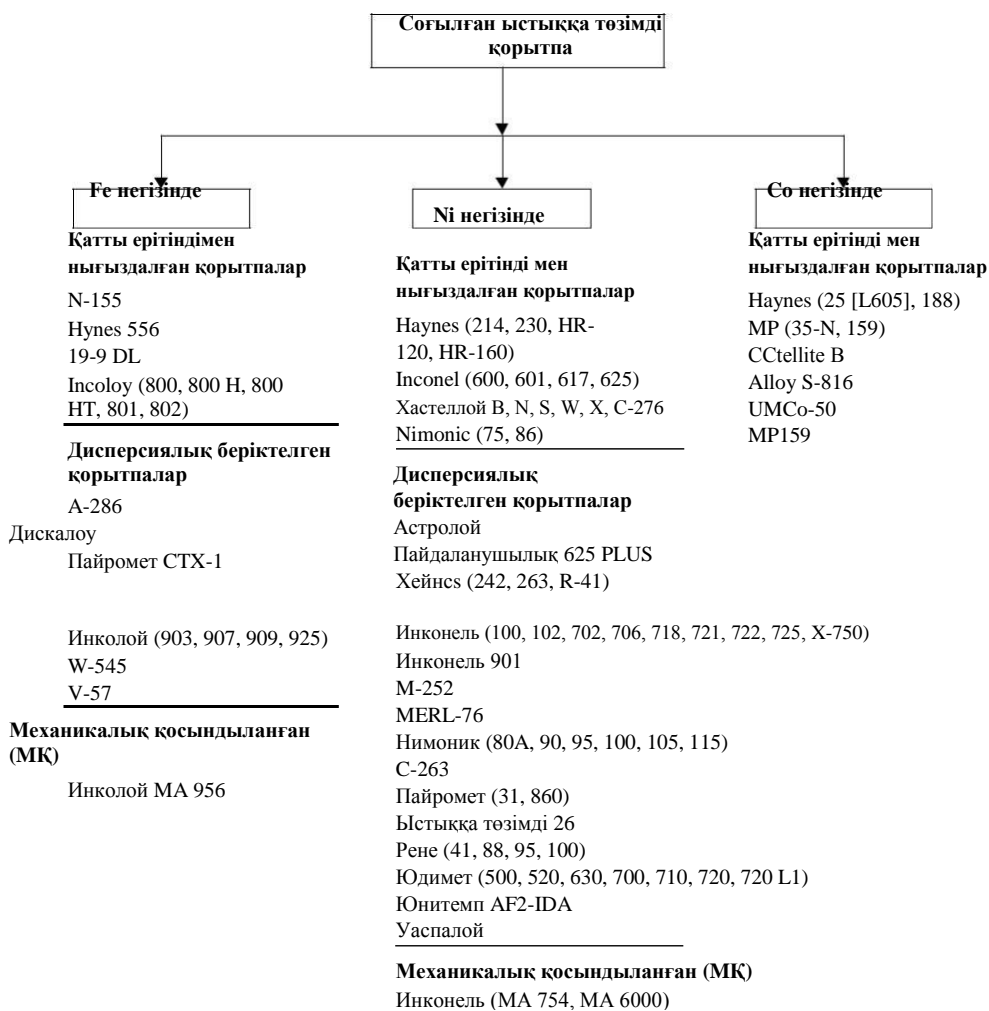 Соғылған ыстыққа төзімді
қорытпа
Fe негізінде
Қатты ерітіндімен
нығыздалған қорытпалар
N-155
Hynes 556
19-9 DL
Incoloy (800, 800 H, 800
HT, 801, 802)
Дисперсиялық беріктелген
қорытпалар
A-286
Дискалоу
Пайромет СТХ-1
Инколой (903, 907, 909, 925)
W-545
V-57
Механикалық қосындыланған
(МҚ)
Инколой МА 956
Ni негізінде
Қатты ерітінді мен
нығыздалған қорытпалар
Haynes (214, 230, HR-
120, HR-160)
Inconel (600, 601, 617, 625)
Хастеллой B, N, S, W, X, C-276
Nimonic (75, 86)
Дисперсиялық
беріктелген қорытпалар
Астролой
Пайдаланушылық 625 PLUS
Хейнcs (242, 263, R-41)
Инконель (100, 102, 702, 706, 718, 721, 722, 725, X-750)
Инконель 901
M-252
MERL-76
Нимоник (80A, 90, 95, 100, 105, 115)
C-263
Пайромет (31, 860)
Ыстыққа төзімді 26
Рене (41, 88, 95, 100)
Юдимет (500, 520, 630, 700, 710, 720, 720 L1)
Юнитемп AF2-IDA
Уаспалой
Механикалық қосындыланған (МҚ)
Инконель (МА 754, МА 6000)
Co негізінде
Қатты ерітінді мен
нығыздалған қорытпалар
Haynes (25 [L605], 188)
MP (35-N, 159)
CCtellite B
Alloy S-816
UMCo-50
MP159